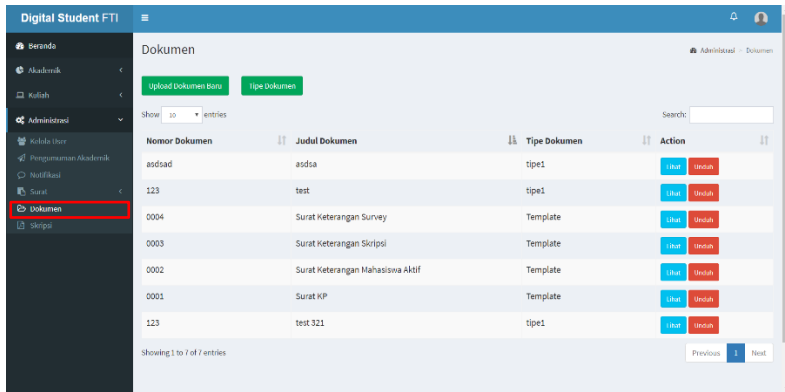 Digital Student FTI
Beranda
Akademik
Kuliah
Administrasi
Kelola User
Pengumuman Akademik
Notifikasi
Surat
Dokumen
Skripsi
Dokumen
Administrasi > Dokumen
Upload Dokumen Baru Tipe Dokumen
Show 10 entries Search:
Nomor Dokumen Judul Dokumen Tipe Dokumen Action
asdsad asdsa tipe1 Lihat Unduh
123 test tipe1 Lihat Unduh
0004 Surat Keterangan Survey Template Lihat Unduh
0003 Surat Keterangan Skripsi Template Lihat Unduh
0002 Surat Keterangan Mahasiswa Aktif Template Lihat Unduh
0001 Surat KP Template Lihat Unduh
123 test 321 tipe1 Lihat Unduh
Showing 1 to 7 of 7 entries Previous 1 Next